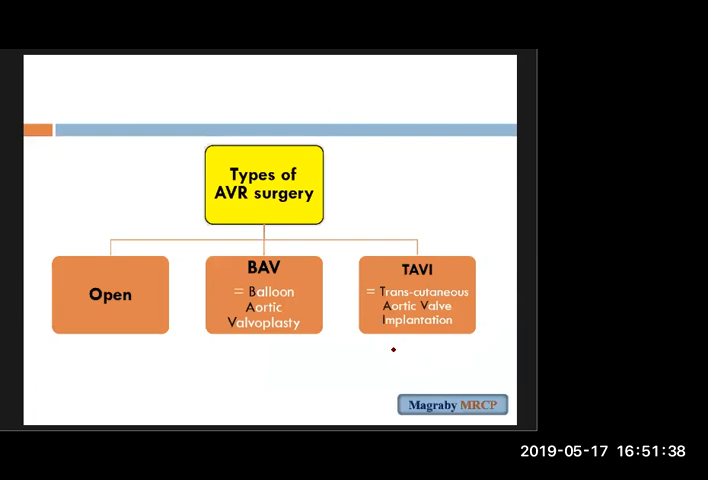 Types of
AVR surgery
Open
BAV
= Balloon
Aortic
Valvoplasty
TAVI
= Trans-cutaneous
Aortic Valve
Implantation
Magraby MRCP
2019-05-17 16:51:38